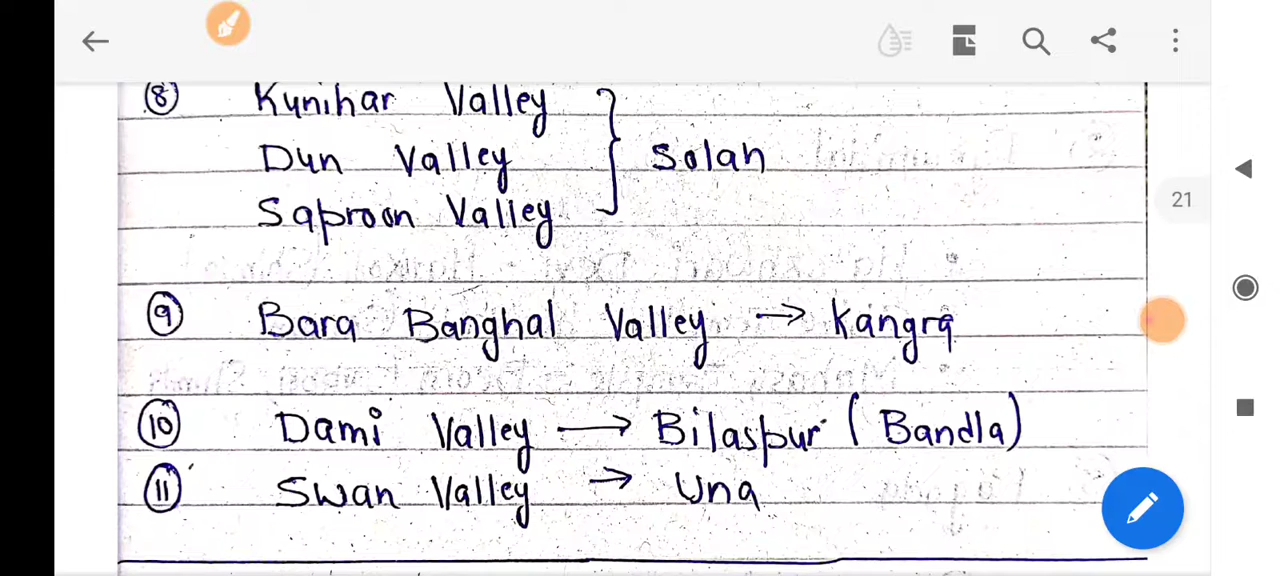 21
⑧ Kunihar Valley
Dun Valley } Solan
Saproon Valley
⑨ Bara Banghal Valley → Kangra
⑩ Dami Valley → Bilaspur (Bandla)
⑪ Swan Valley → Una